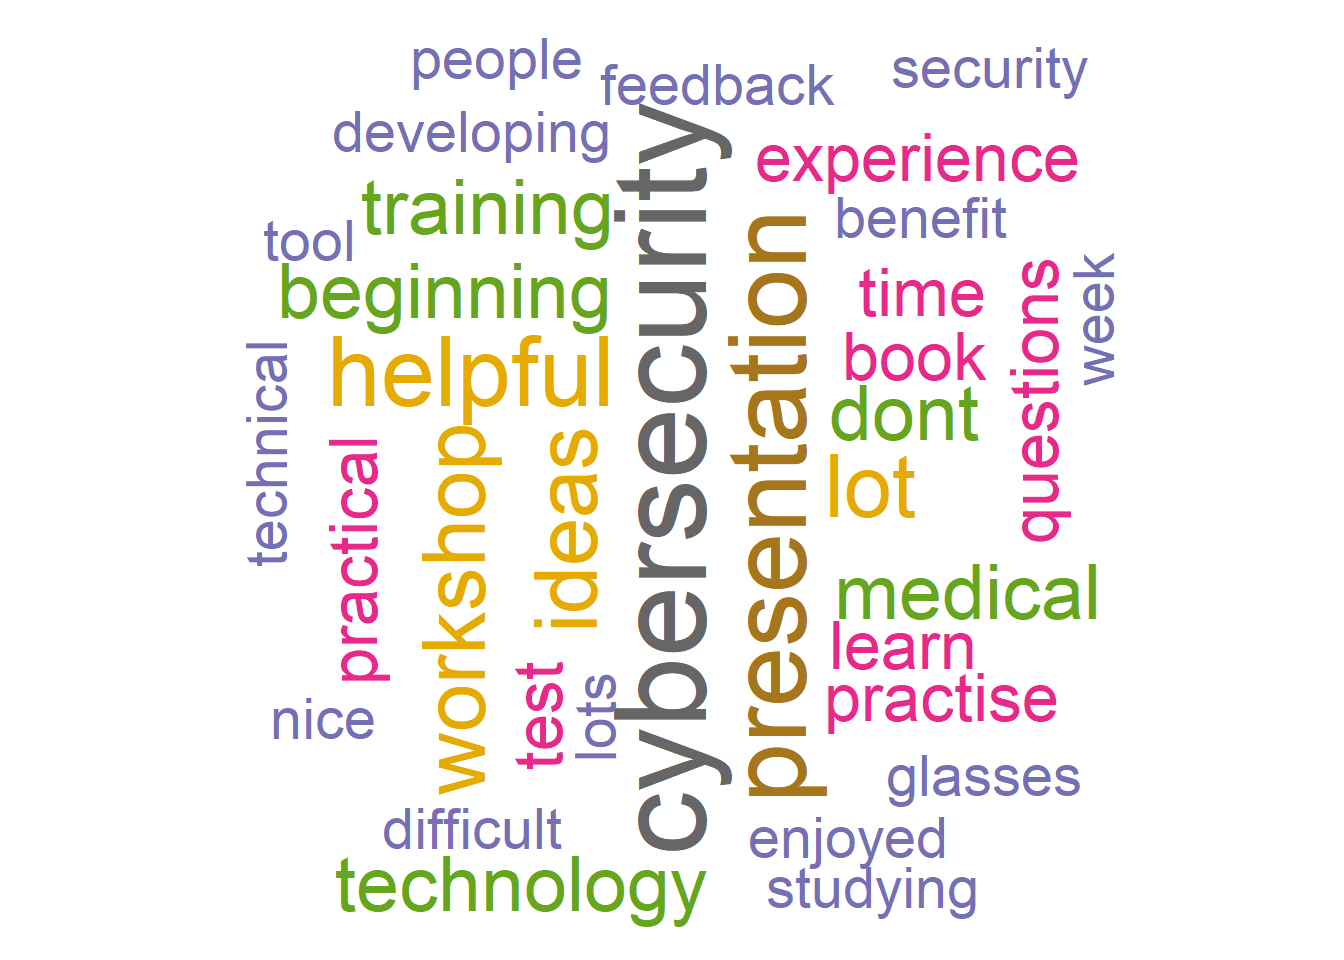 people
feedback
security
developing
experience
training
benefit
tool
beginning
time
week
helpful
book
questions
technical
dont
cybersecurity
presentation
practical
workshop
ideas
lot
medical
learn
test
lots
practise
nice
glasses
difficult
enjoyed
technology
studying